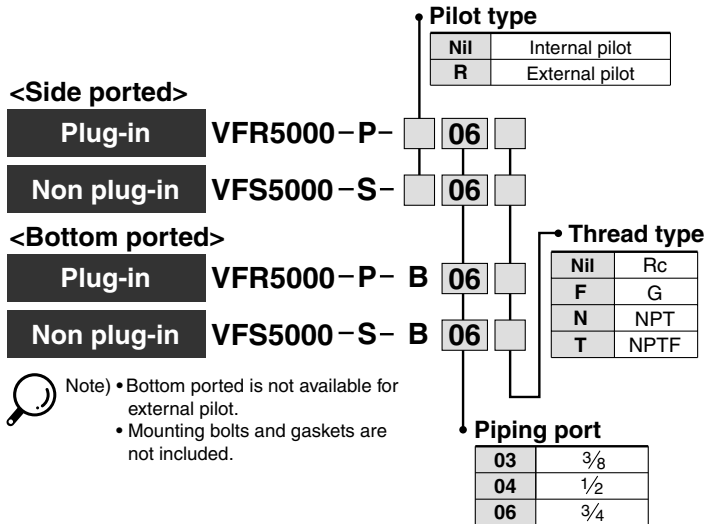 Pilot type
Nil Internal pilot
R External pilot
<Side ported>
Plug-in VFR5000-P- 06
Non plug-in VFS5000-S- 06
<Bottom ported>
Plug-in VFR5000-P- B 06
Non plug-in VFS5000-S- B 06
Thread type
Nil Rc
F G
N NPT
T NPTF
Note) • Bottom ported is not available for
external pilot.
• Mounting bolts and gaskets are
not included.
Piping port
03 3/8
04 1/2
06 3/4